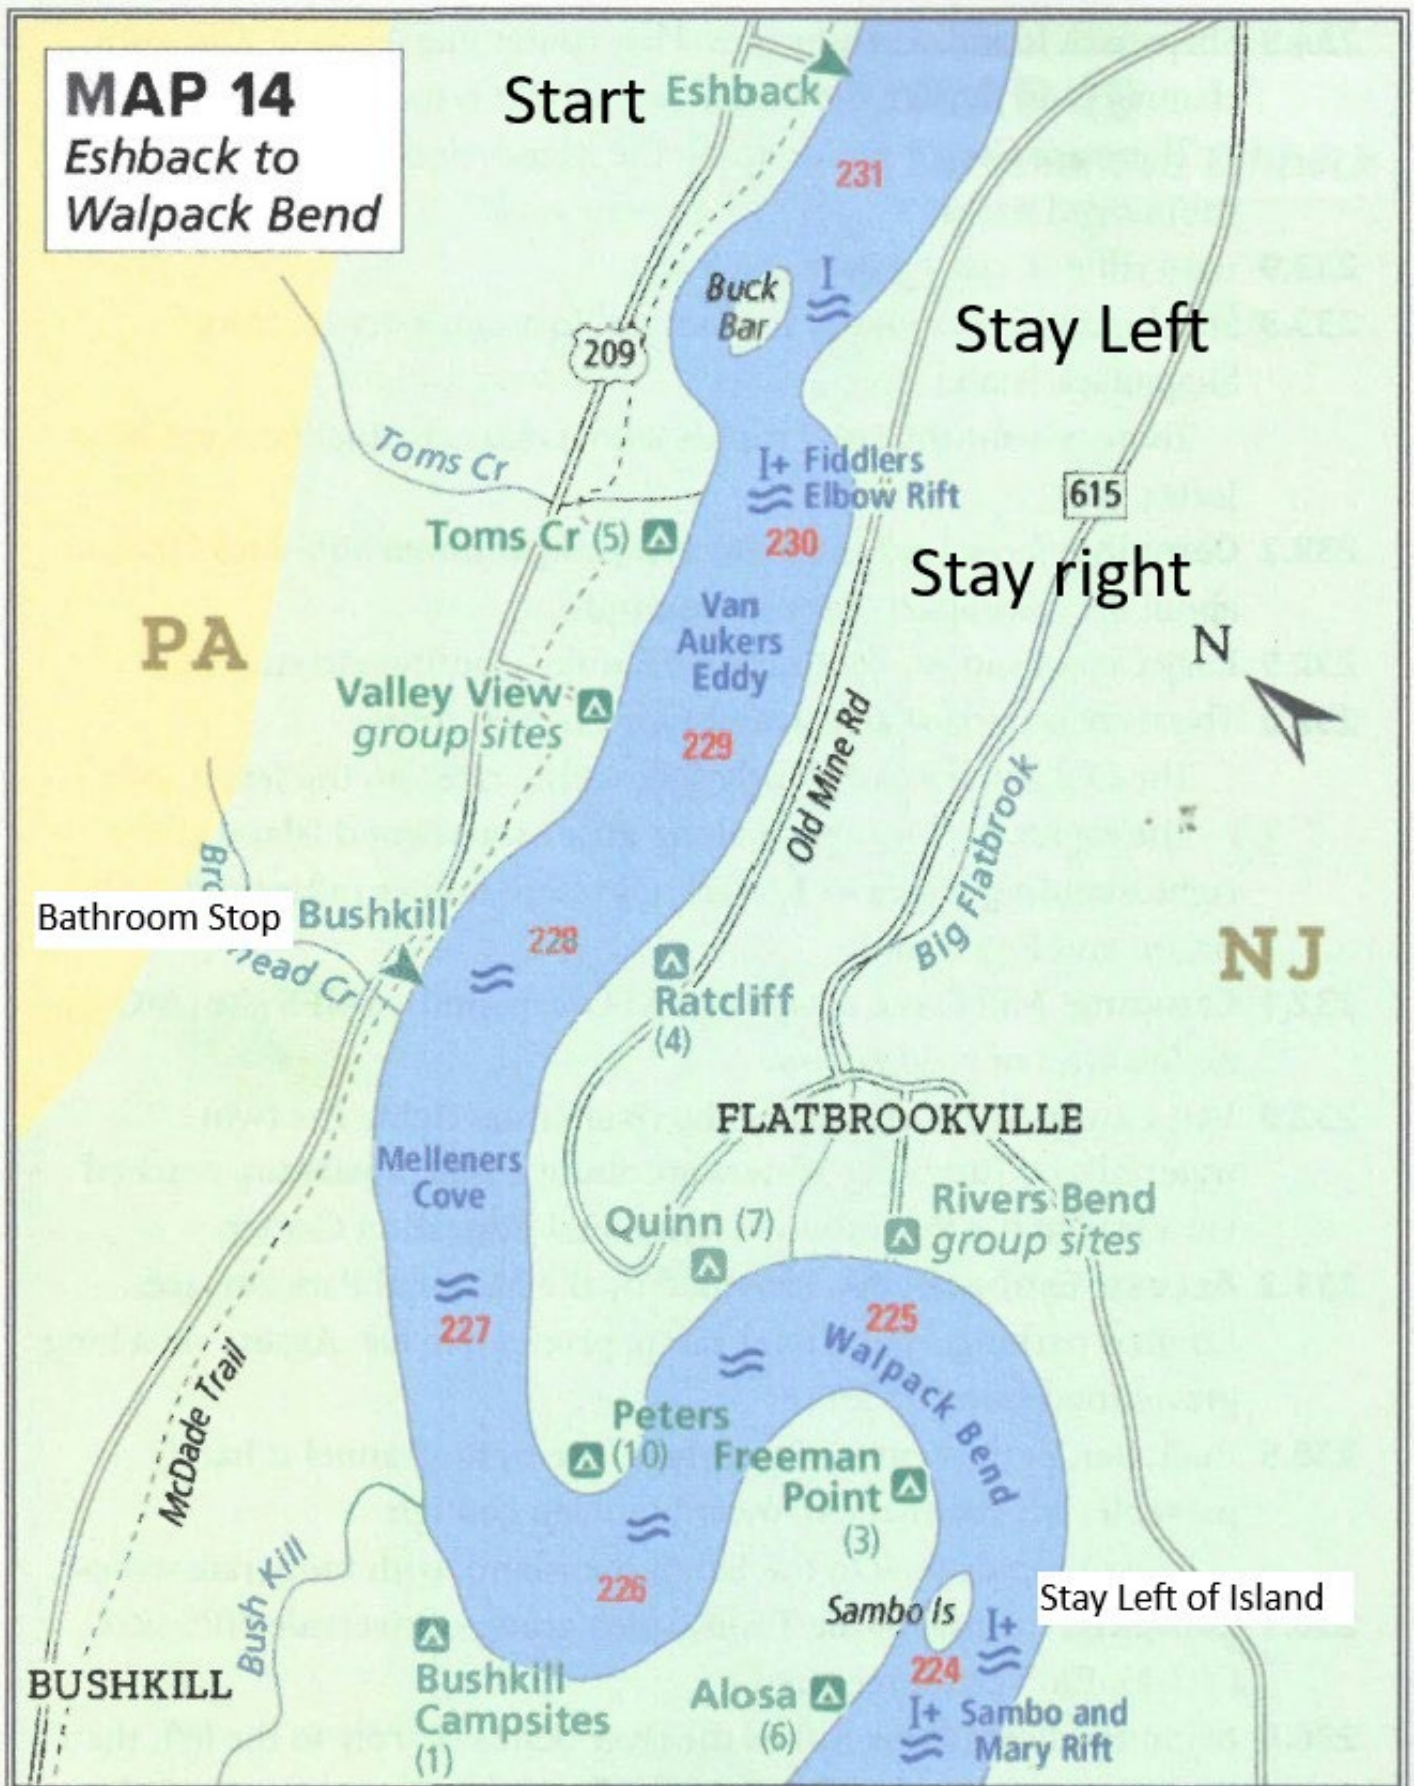 MAP 14
Eshback to
Walpack Bend
Start
Eshback
231
Buck
Bar
I
209
Stay Left
Toms Cr
I+ Fiddlers
Elbow Rift
615
Toms Cr (5)
230
Stay right
Van
Aukers
Eddy
PA
N
Valley View
group sites
229
Old Mine Rd
Big Flatbrook
Bathroom Stop
Bushkill
228
NJ
head Cr
Ratcliff
(4)
FLATBROOKVILLE
Melleners
Cove
Quinn (7)
Rivers Bend
group sites
227
225
Walpack Bend
McDade Trail
Peters
(10)
Freeman
Point
(3)
Bush Kill
226
Sambo Is
I+
Stay Left of Island
224
BUSHKILL
Bushkill
Campsites
(1)
Alosa
(6)
I+ Sambo and
Mary Rift